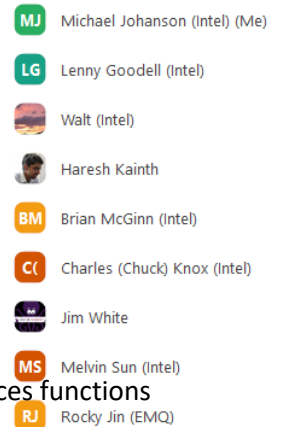 MJ Michael Johanson (Intel) (Me)
LG Lenny Goodell (Intel)
Walt (Intel)
Haresh Kainth
BM Brian McGinn (Intel)
C( Charles (Chuck) Knox (Intel)
Jim White
MS Melvin Sun (Intel)
ces functions
RJ Rocky Jin (EMQ)